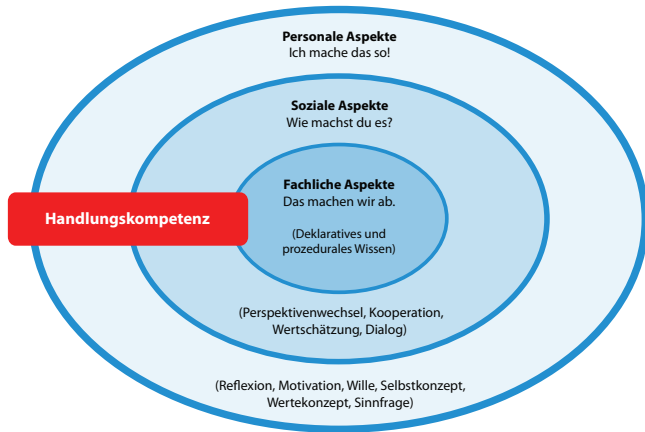 Personale Aspekte
Ich mache das so!
Soziale Aspekte
Wie machst du es?
Fachliche Aspekte
Das machen wir ab.
Handlungskompetenz
(Deklaratives und
prozedurales Wissen)
(Perspektivenwechsel, Kooperation,
Wertschätzung, Dialog)
(Reflexion, Motivation, Wille, Selbstkonzept,
Wertekonzept, Sinnfrage)